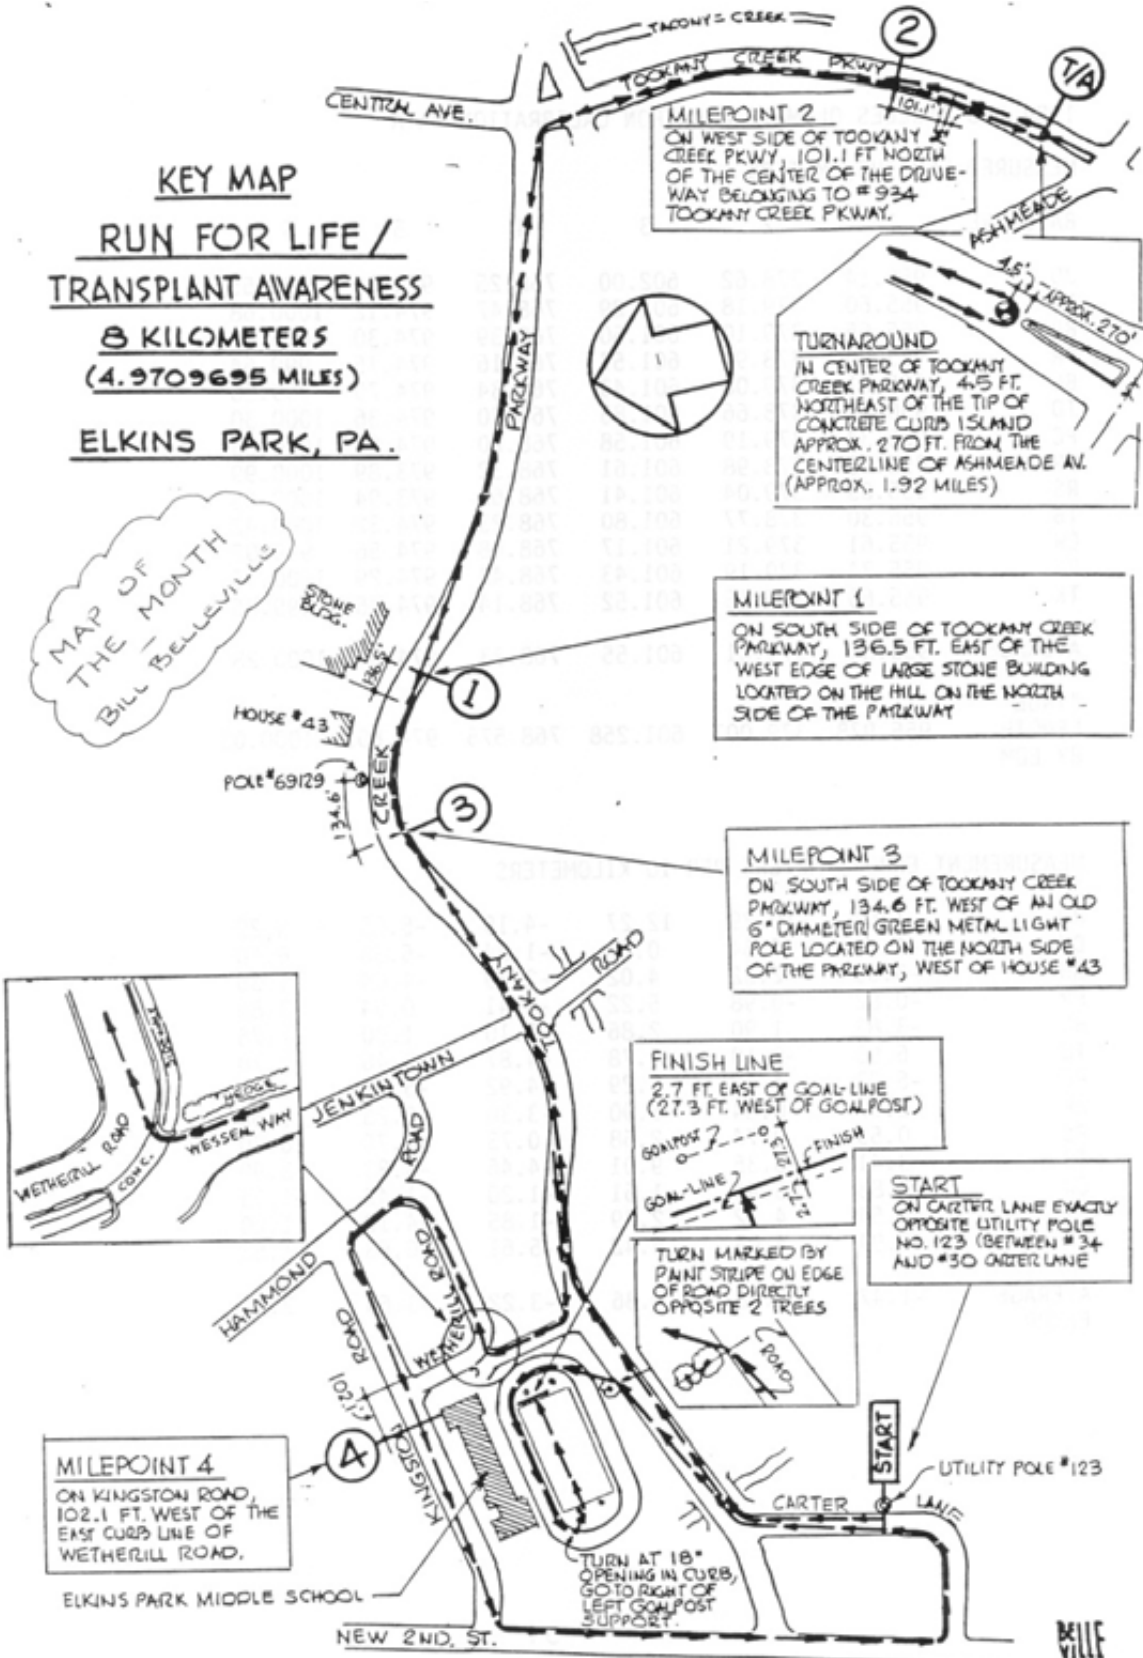 TACONY CREEK
2
T/A
TOOKANY CREEK PKWY
101.1'
CENTRAL AVE.
MILEPOINT 2
ON WEST SIDE OF TOOKANY
CREEK PKWY, 101.1 FT NORTH
OF THE CENTER OF THE DRIVE-
WAY BELONGING TO #934
TOOKANY CREEK PKWAY.
KEY MAP
RUN FOR LIFE /
TRANSPLANT AWARENESS
8 KILOMETERS
(4.9709695 MILES)
ELKINS PARK, PA.
ASHMEADE
4.5'
APPROX. 270'
TURNAROUND
IN CENTER OF TOOKANY
CREEK PARKWAY, 4.5 FT.
NORTHEAST OF THE TIP OF
CONCRETE CURB ISLAND
APPROX. 270 FT. FROM THE
CENTERLINE OF ASHMEADE AV.
(APPROX. 1.92 MILES)
PARKWAY
MAP OF
THE MONTH
BILL BELLEVILLE
STONE
BLDG.
136.5'
1
MILEPOINT 1
ON SOUTH SIDE OF TOOKANY CREEK
PARKWAY, 136.5 FT. EAST OF THE
WEST EDGE OF LARGE STONE BUILDING
LOCATED ON THE HILL ON THE NORTH
SIDE OF THE PARKWAY
HOUSE #43
POLE #69129
134.6'
CREEK
3
MILEPOINT 3
ON SOUTH SIDE OF TOOKANY CREEK
PARKWAY, 134.6 FT. WEST OF AN OLD
6" DIAMETER GREEN METAL LIGHT
POLE LOCATED ON THE NORTH SIDE
OF THE PARKWAY, WEST OF HOUSE #43
TOOKANY
JENKINTOWN ROAD
HEDGE
WESSEAL WAY
WETHERILL ROAD
CONC.
FINISH LINE
2.7 FT. EAST OF GOAL-LINE
(27.3 FT. WEST OF GOALPOST)
GOALPOST
27.3'
FINISH
GOAL-LINE
2.7'
START
ON CARTER LANE EXACTLY
OPPOSITE UTILITY POLE
NO. 123 (BETWEEN #34
AND #30 CARTER LANE
TURN MARKED BY
PAINT STRIPE ON EDGE
OF ROAD DIRECTLY
OPPOSITE 2 TREES
ROAD
ROAD
HAMMOND
ROAD
WETHERILL ROAD
KINGSTON
4
MILEPOINT 4
ON KINGSTON ROAD,
102.1 FT. WEST OF THE
EAST CURB LINE OF
WETHERILL ROAD.
ELKINS PARK MIDDLE SCHOOL
START
UTILITY POLE #123
CARTER LANE
TURN AT 18"
OPENING IN CURB,
GO TO RIGHT OF
LEFT GOALPOST
SUPPORT.
NEW 2ND. ST.
BELLE
VILLE